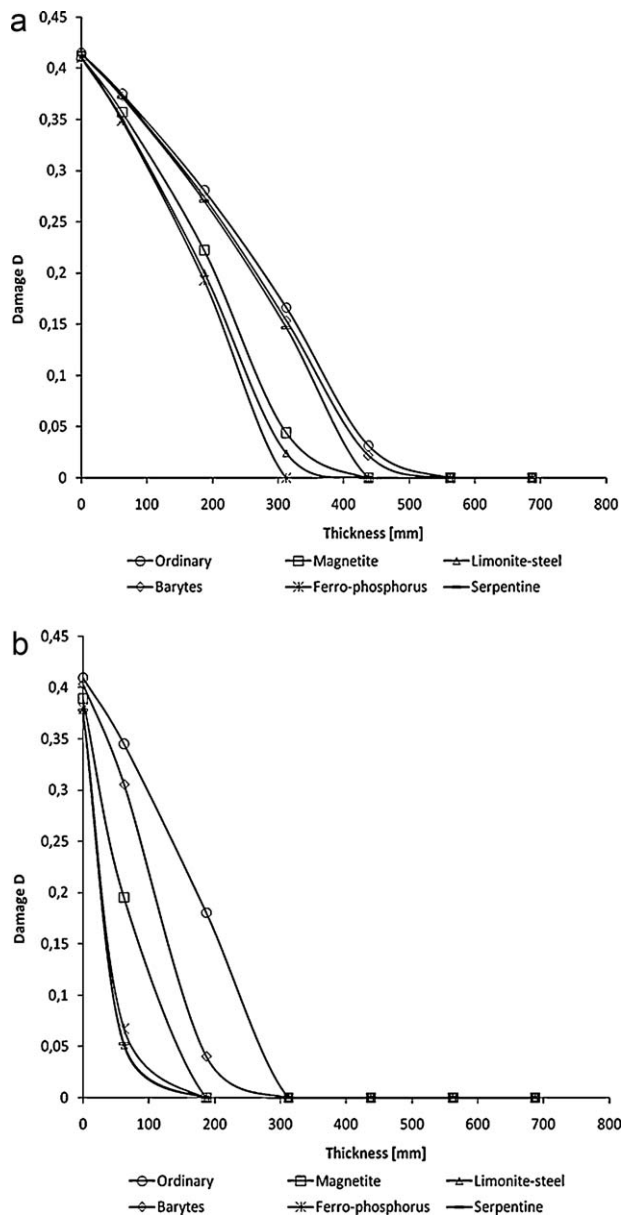 a
0,45
0,4
0,35
0,3
0,25
0,2
0,15
0,1
0,05
0
Damage D
0 100 200 300 400 500 600 700 800
Thickness [mm]
Ordinary Magnetite Limonite-steel
Barytes Ferro-phosphorus Serpentine
b
0,45
0,4
0,35
0,3
0,25
0,2
0,15
0,1
0,05
0
Damage D
0 100 200 300 400 500 600 700 800
Thickness [mm]
Ordinary Magnetite Limonite-steel
Barytes Ferro-phosphorus Serpentine